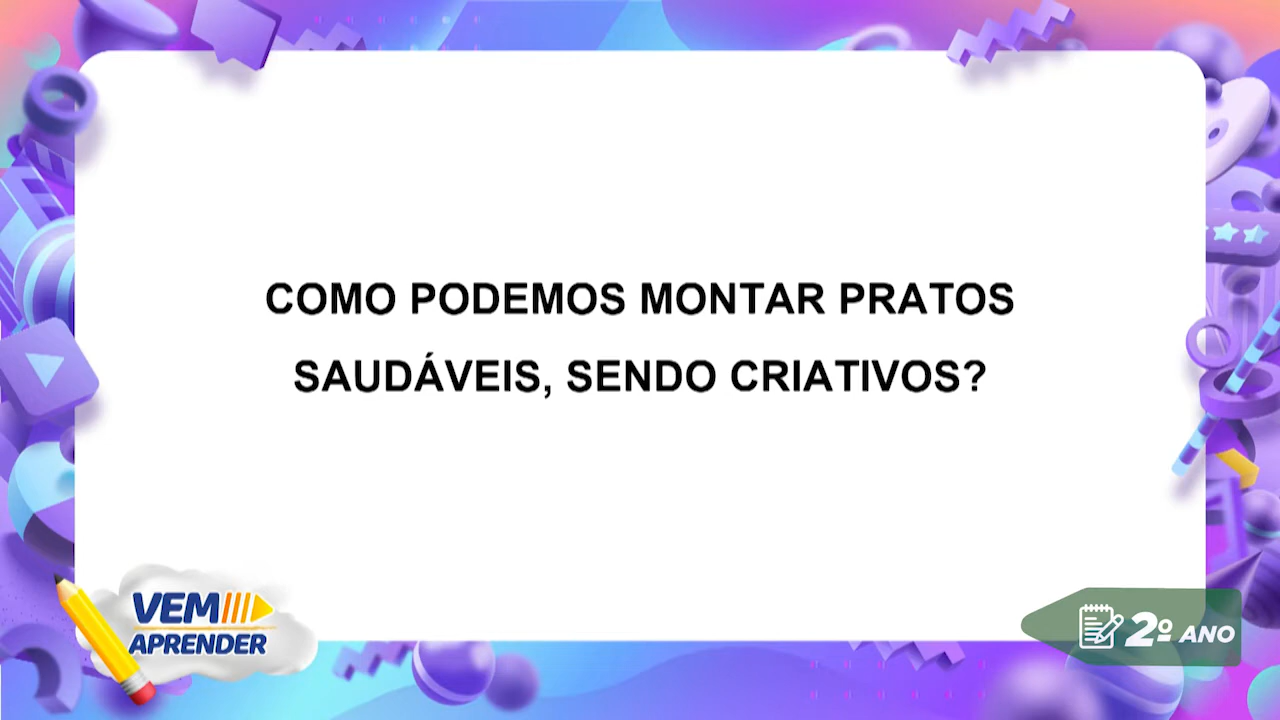 COMO PODEMOS MONTAR PRATOS
SAUDÁVEIS, SENDO CRIATIVOS?
VEM
APRENDER
2º ANO